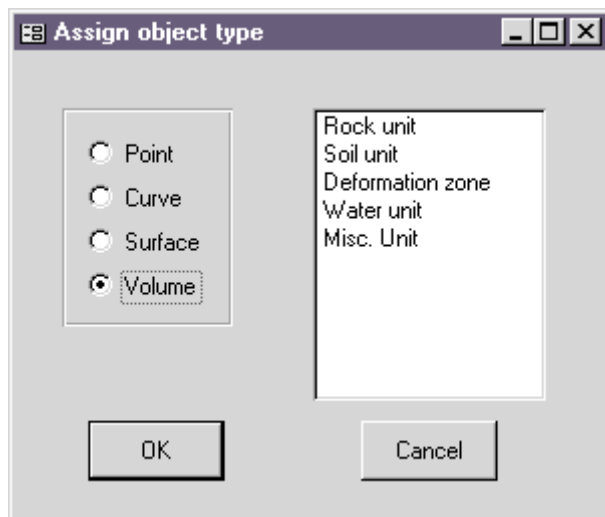 Assign object type
Point
Curve
Surface
Volume
Rock unit
Soil unit
Deformation zone
Water unit
Misc. Unit
OK
Cancel